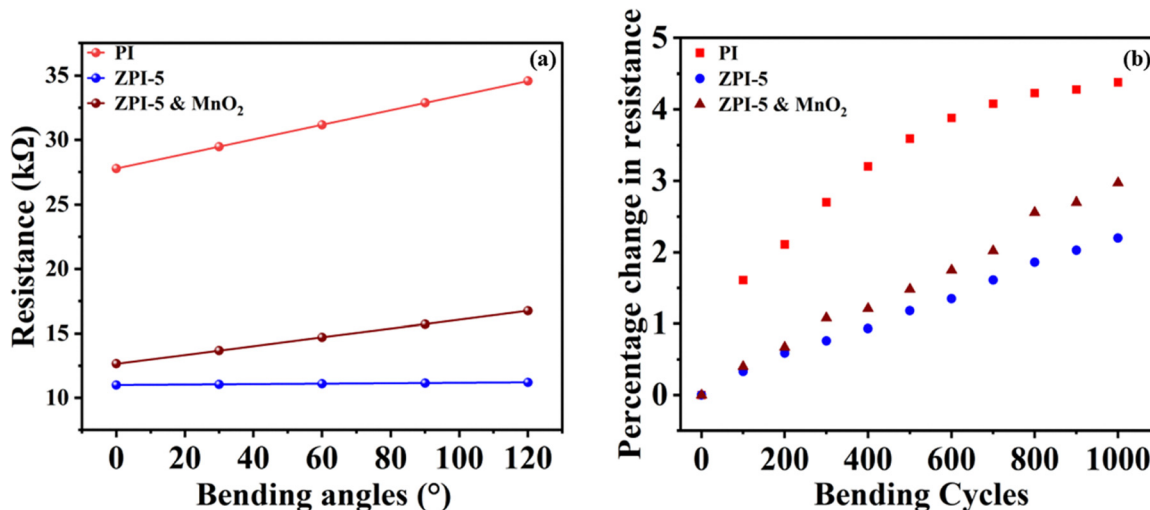 (a)
PI
ZPI-5
ZPI-5 & MnO₂
Resistance (kΩ)
35
30
25
20
15
10
0 20 40 60 80 100 120
Bending angles (°)
(b)
PI
ZPI-5
ZPI-5 & MnO₂
Percentage change in resistance
5
4
3
2
1
0
0 200 400 600 800 1000
Bending Cycles